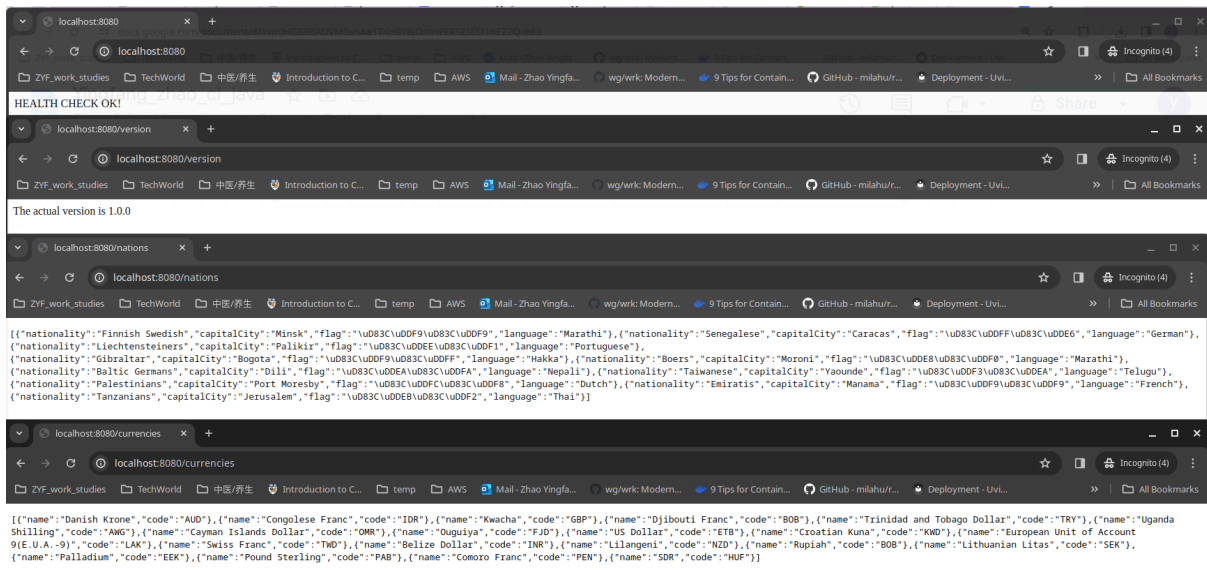 localhost:8080
localhost:8080 Incognito (4)
ZYF_work_studies TechWorld 中医/养生 Introduction to C... temp AWS Mail - Zhao Yingfa... wg/wrk: Modern... 9 Tips for Contain... GitHub - milahu/r... Deployment - Uvi... » All Bookmarks
Yingfang_zhao_ci_java Share
HEALTH CHECK OK!
localhost:8080/version
localhost:8080/version Incognito (4)
ZYF_work_studies TechWorld 中医/养生 Introduction to C... temp AWS Mail - Zhao Yingfa... wg/wrk: Modern... 9 Tips for Contain... GitHub - milahu/r... Deployment - Uvi... » All Bookmarks
The actual version is 1.0.0
localhost:8080/nations
localhost:8080/nations Incognito (4)
ZYF_work_studies TechWorld 中医/养生 Introduction to C... temp AWS Mail - Zhao Yingfa... wg/wrk: Modern... 9 Tips for Contain... GitHub - milahu/r... Deployment - Uvi... » All Bookmarks
[{"nationality":"Finnish Swedish","capitalCity":"Minsk","flag":"\uD83C\uDDF9\uD83C\uDDF9","language":"Marathi"},{"nationality":"Senegalese","capitalCity":"Caracas","flag":"\uD83C\uDDFF\uD83C\uDDE6","language":"German"},
{"nationality":"Liechtensteiners","capitalCity":"Palikir","flag":"\uD83C\uDDEE\uD83C\uDDF1","language":"Portuguese"},
{"nationality":"Gibraltar","capitalCity":"Bogota","flag":"\uD83C\uDDF9\uD83C\uDDFF","language":"Hakka"},{"nationality":"Boers","capitalCity":"Moroni","flag":"\uD83C\uDDE8\uD83C\uDDF0","language":"Marathi"},
{"nationality":"Baltic Germans","capitalCity":"Dili","flag":"\uD83C\uDDEA\uD83C\uDDFA","language":"Nepali"},{"nationality":"Taiwanese","capitalCity":"Yaounde","flag":"\uD83C\uDDF3\uD83C\uDDEA","language":"Telugu"},
{"nationality":"Palestinians","capitalCity":"Port Moresby","flag":"\uD83C\uDDFC\uD83C\uDDF8","language":"Dutch"},{"nationality":"Emiratis","capitalCity":"Manama","flag":"\uD83C\uDDF9\uD83C\uDDF9","language":"French"},
{"nationality":"Tanzanians","capitalCity":"Jerusalem","flag":"\uD83C\uDDEB\uD83C\uDDF2","language":"Thai"}]
localhost:8080/currencies
localhost:8080/currencies Incognito (4)
ZYF_work_studies TechWorld 中医/养生 Introduction to C... temp AWS Mail - Zhao Yingfa... wg/wrk: Modern... 9 Tips for Contain... GitHub - milahu/r... Deployment - Uvi... » All Bookmarks
[{"name":"Danish Krone","code":"AUD"},{"name":"Congolese Franc","code":"IDR"},{"name":"Kwacha","code":"GBP"},{"name":"Djibouti Franc","code":"BOB"},{"name":"Trinidad and Tobago Dollar","code":"TRY"},{"name":"Uganda
Shilling","code":"AWG"},{"name":"Cayman Islands Dollar","code":"OMR"},{"name":"Ouguiya","code":"FJD"},{"name":"US Dollar","code":"ETB"},{"name":"Croatian Kuna","code":"KWD"},{"name":"European Unit of Account
9(E.U.A.-9)","code":"LAK"},{"name":"Swiss Franc","code":"TWD"},{"name":"Belize Dollar","code":"INR"},{"name":"Lilangeni","code":"NZD"},{"name":"Rupiah","code":"BOB"},{"name":"Lithuanian Litas","code":"SEK"},
{"name":"Palladium","code":"EEK"},{"name":"Pound Sterling","code":"PAB"},{"name":"Comoro Franc","code":"PEN"},{"name":"SDR","code":"HUF"}]